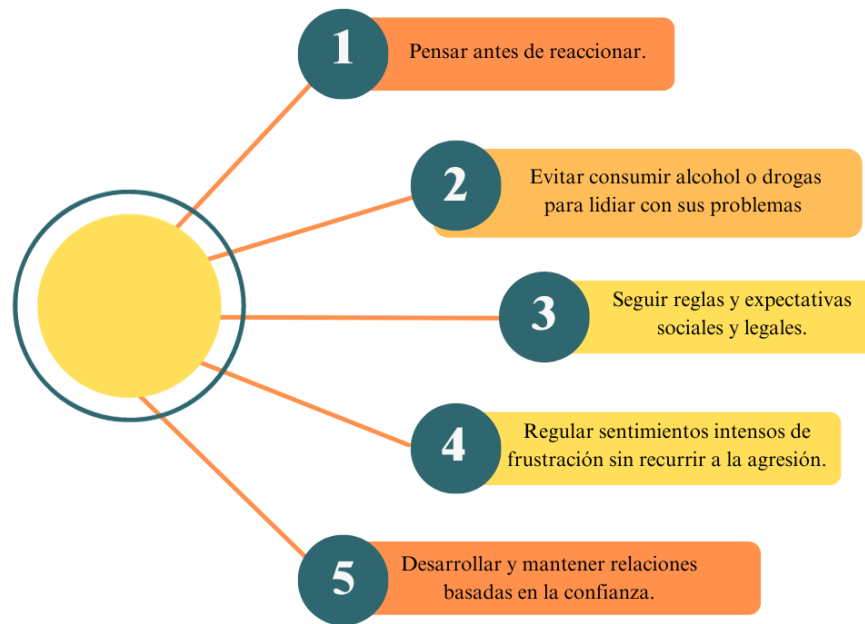 1
Pensar antes de reaccionar.
2
Evitar consumir alcohol o drogas
para lidiar con sus problemas
3
Seguir reglas y expectativas
sociales y legales.
4
Regular sentimientos intensos de
frustración sin recurrir a la agresión.
5
Desarrollar y mantener relaciones
basadas en la confianza.